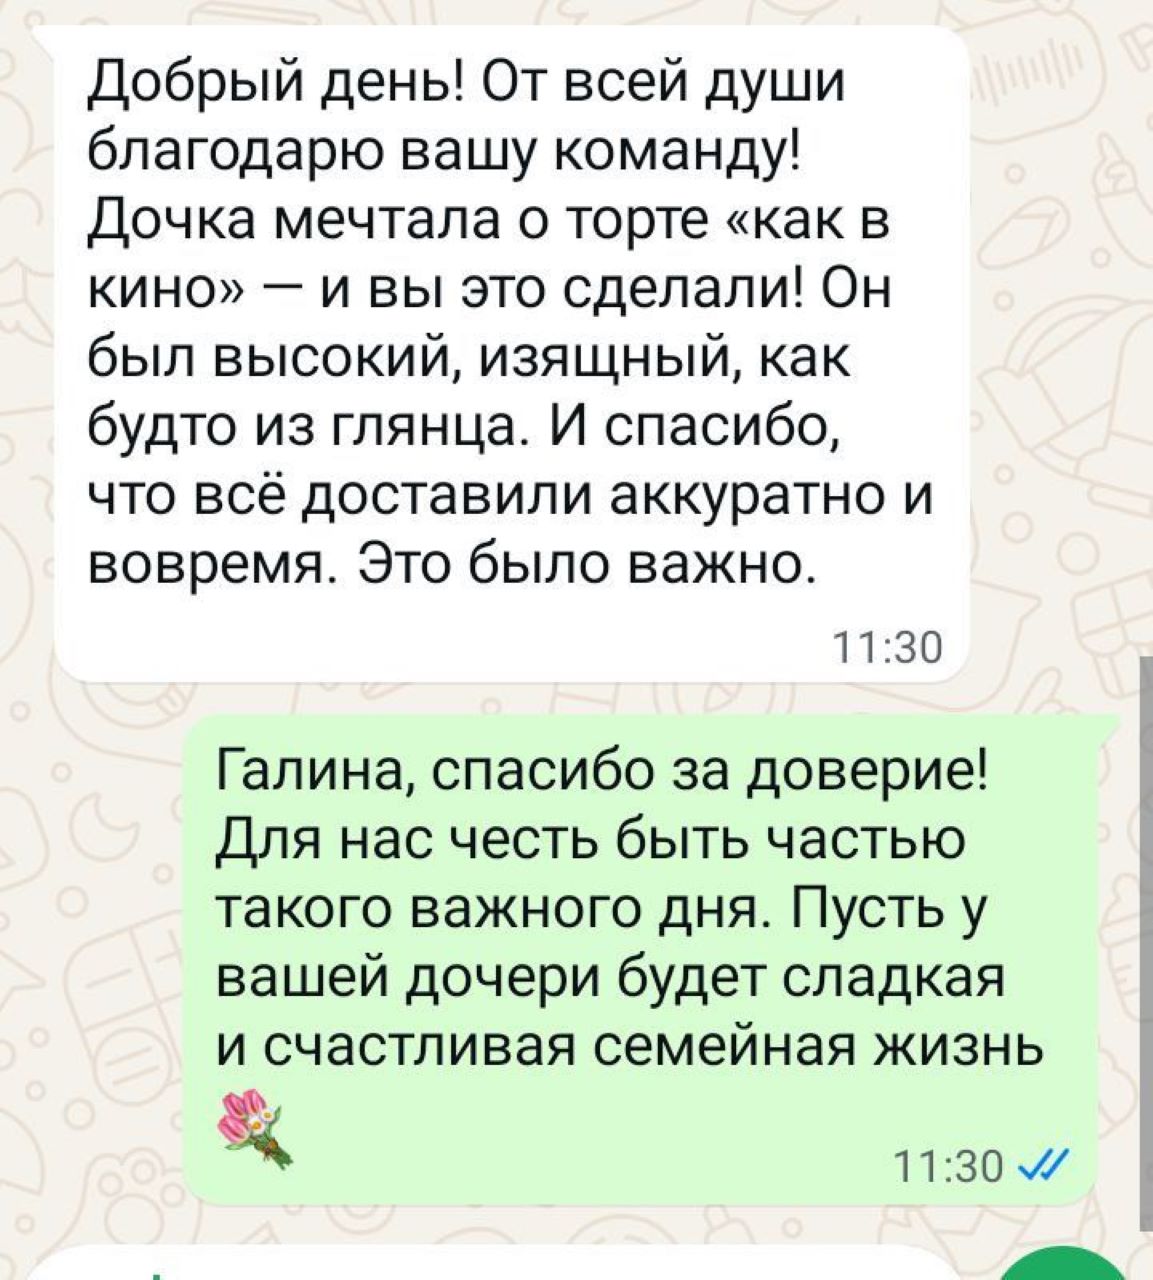 Добрый день! От всей души
благодарю вашу команду!
Дочка мечтала о торте «как в
кино» — и вы это сделали! Он
был высокий, изящный, как
будто из глянца. И спасибо,
что всё доставили аккуратно и
вовремя. Это было важно.
11:30
Галина, спасибо за доверие!
Для нас честь быть частью
такого важного дня. Пусть у
вашей дочери будет сладкая
и счастливая семейная жизнь
💐
11:30